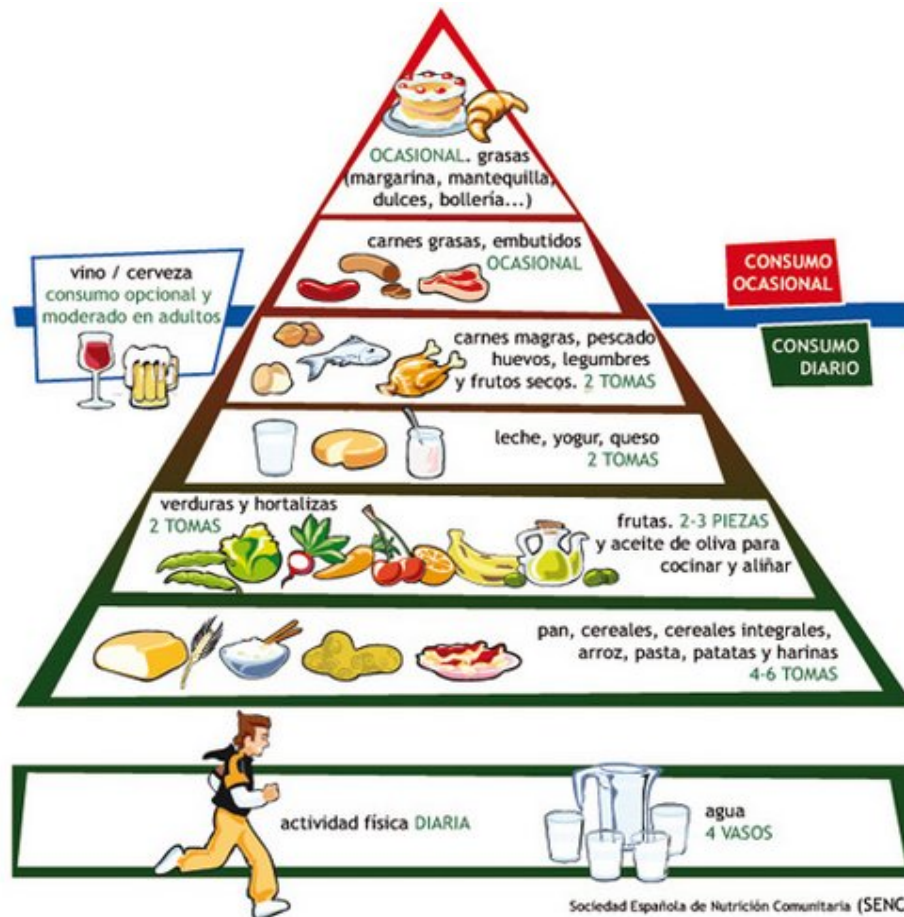 OCASIONAL. grasas
(margarina, mantequilla,
dulces, bollería...)
carnes grasas, embutidos
OCASIONAL
vino / cerveza
consumo opcional y
moderado en adultos
CONSUMO
OCASIONAL
CONSUMO
DIARIO
carnes magras, pescado
huevos, legumbres
y frutos secos. 2 TOMAS
leche, yogur, queso
2 TOMAS
verduras y hortalizas
2 TOMAS
frutas. 2-3 PIEZAS
y aceite de oliva para
cocinar y aliñar
pan, cereales, cereales integrales,
arroz, pasta, patatas y harinas
4-6 TOMAS
actividad física DIARIA
agua
4 VASOS
Sociedad Española de Nutrición Comunitaria (SENC